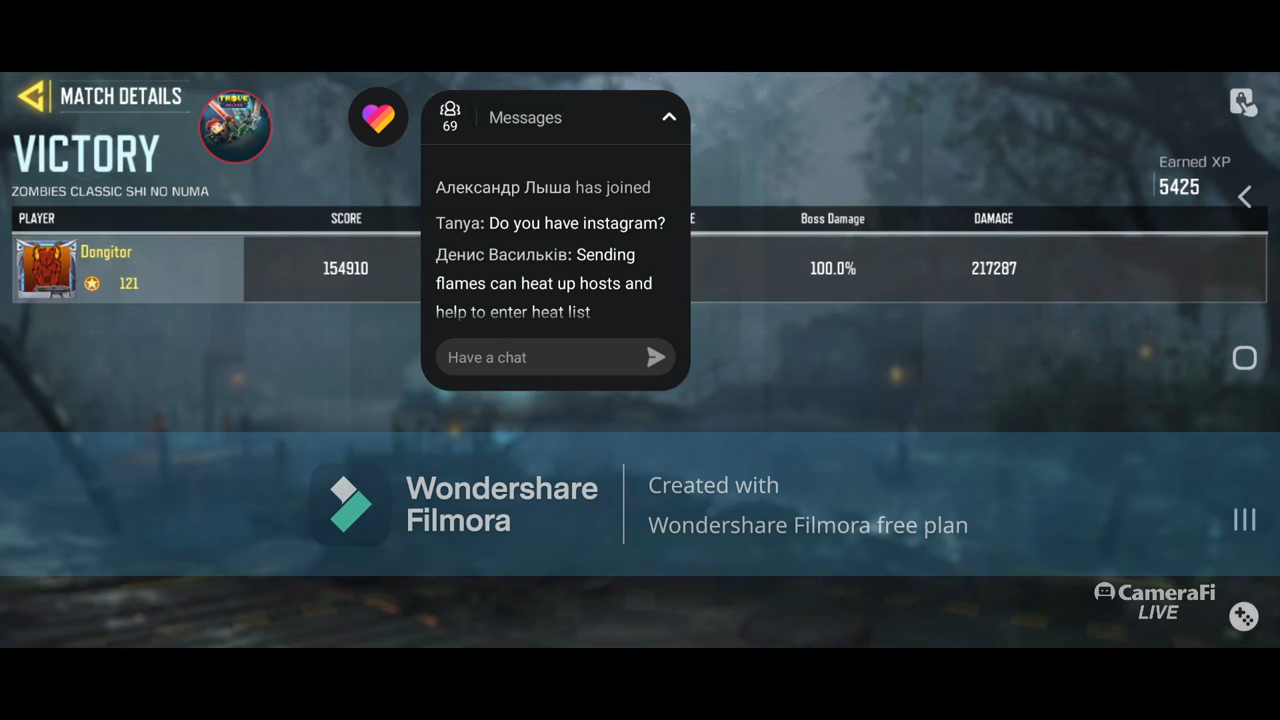 MATCH DETAILS
VICTORY
ZOMBIES CLASSIC SHI NO NUMA
TROVE
69
Messages
Александр Лыша has joined
Tanya: Do you have instagram?
Денис Васильків: Sending
flames can heat up hosts and
help to enter heat list
Have a chat
Earned XP
5425
PLAYER SCORE E Boss Damage DAMAGE
Dongitor
121
154910 100.0% 217287
Wondershare
Filmora
Created with
Wondershare Filmora free plan
CameraFi
LIVE